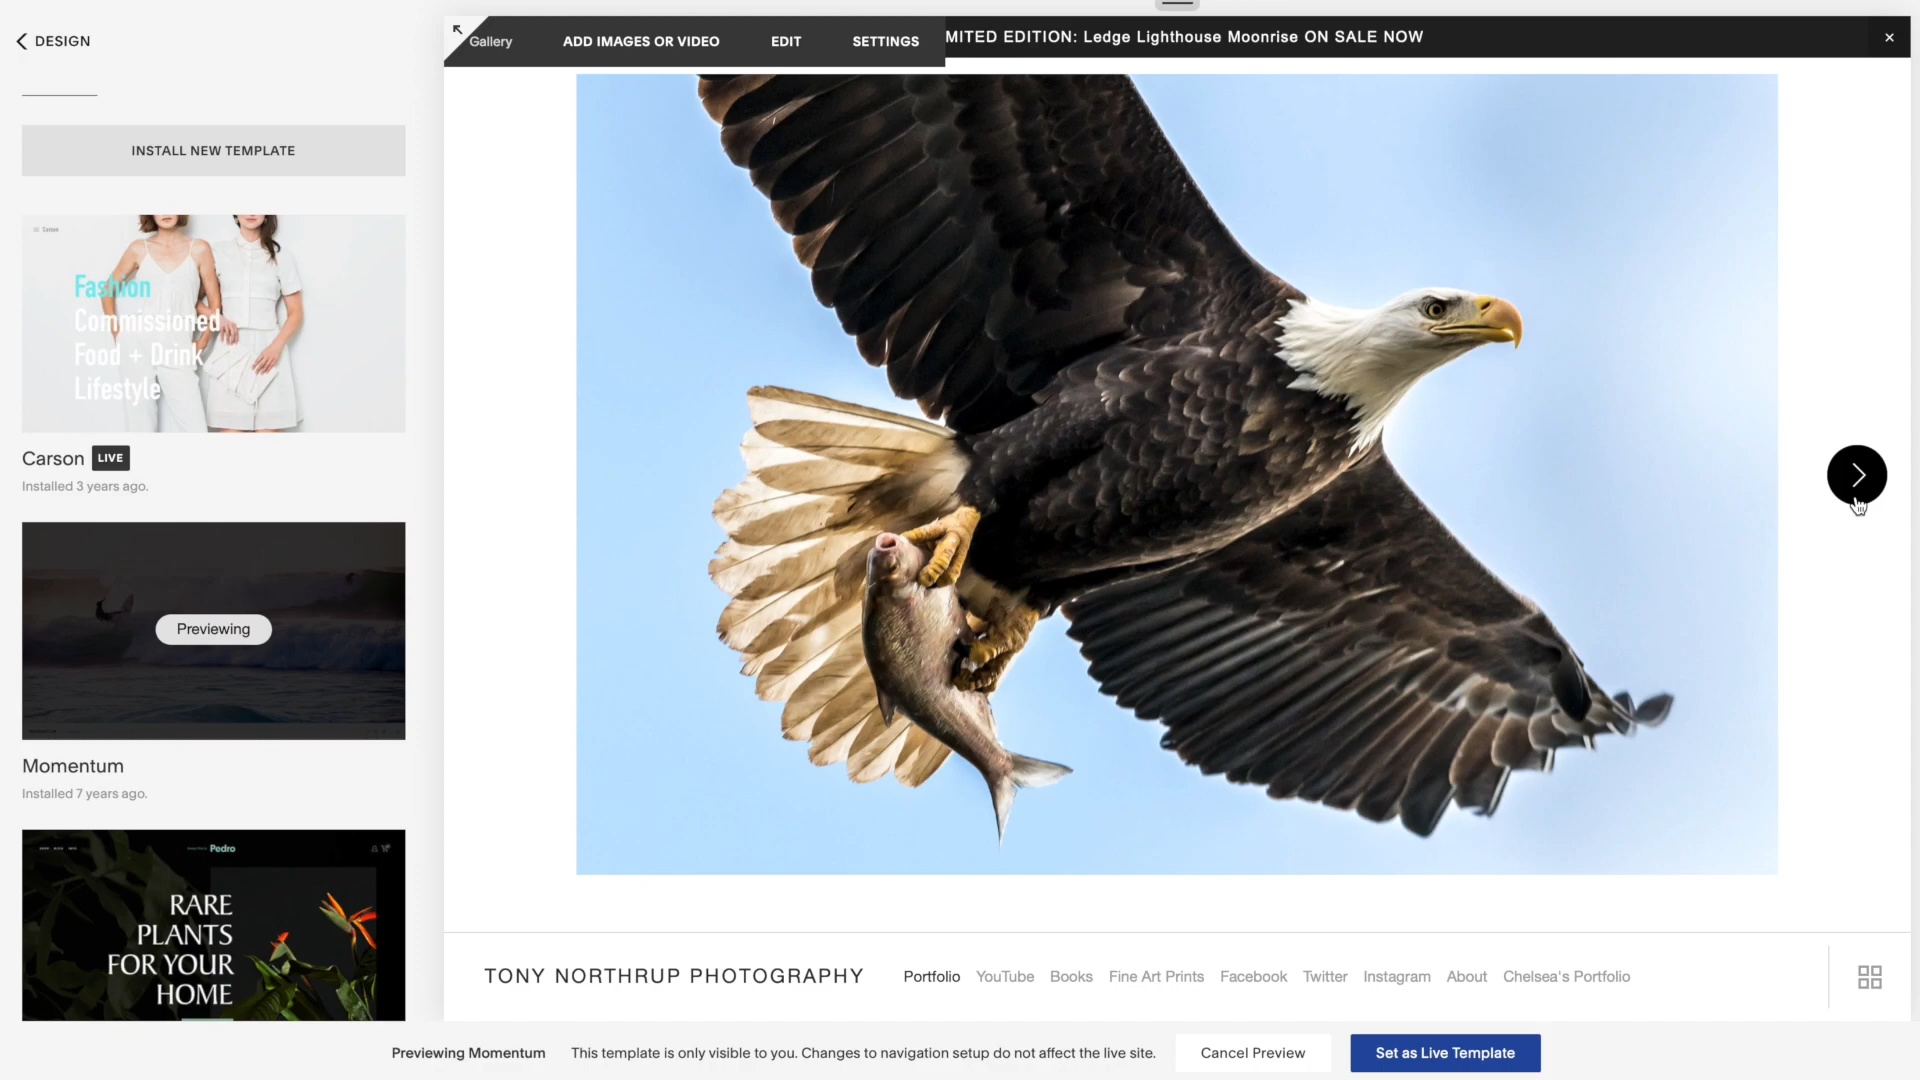 DESIGN
INSTALL NEW TEMPLATE
Carson
Fashion
Commissioned
Food + Drink
Lifestyle
Carson LIVE
Installed 3 years ago.
Previewing
Momentum
Installed 7 years ago.
Pedro
RARE
PLANTS
FOR YOUR
HOME
Gallery ADD IMAGES OR VIDEO EDIT SETTINGS
MITED EDITION: Ledge Lighthouse Moonrise ON SALE NOW
TONY NORTHRUP PHOTOGRAPHY Portfolio YouTube Books Fine Art Prints Facebook Twitter Instagram About Chelsea's Portfolio
Previewing Momentum This template is only visible to you. Changes to navigation setup do not affect the live site. Cancel Preview Set as Live Template